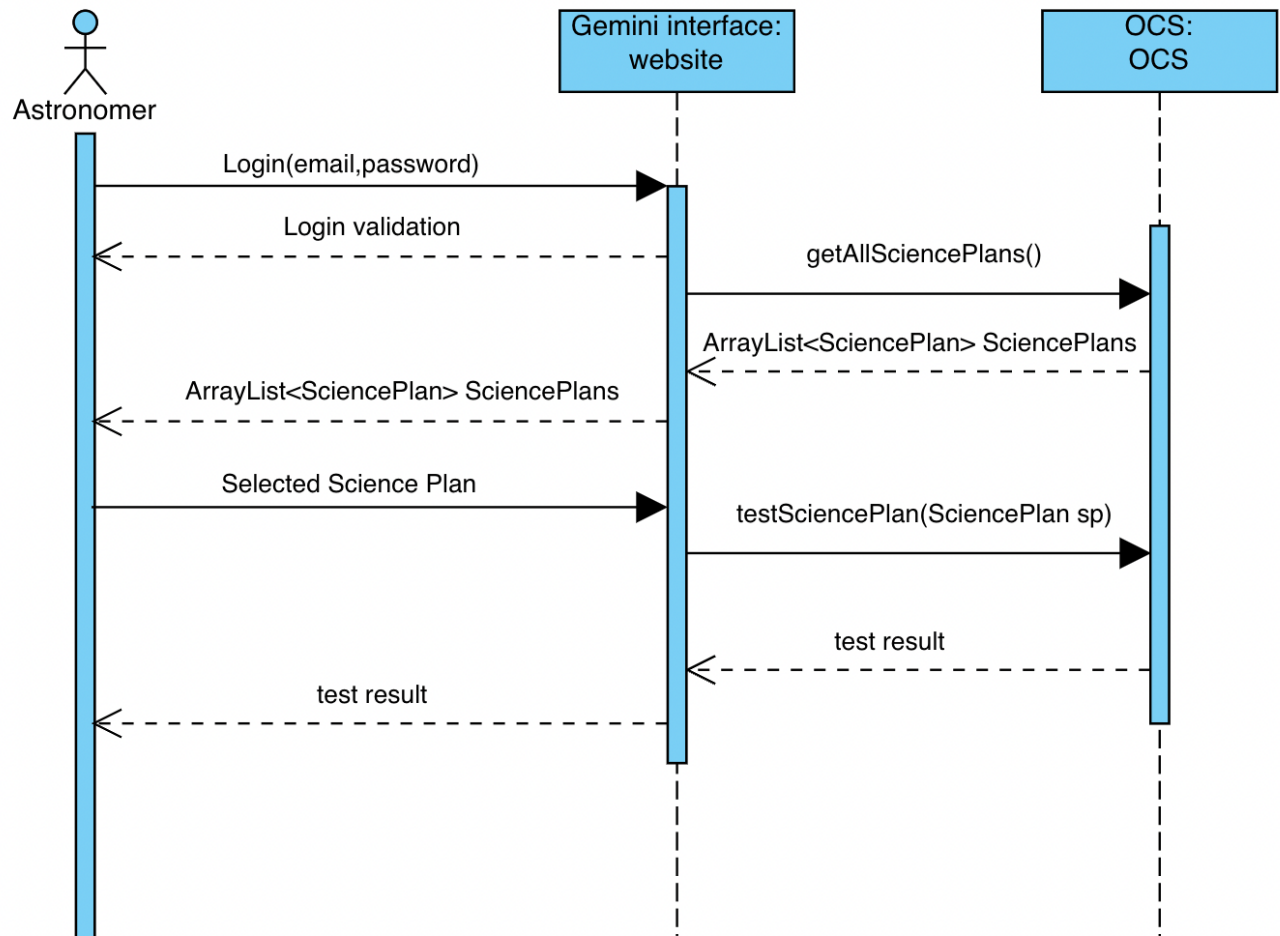 Gemini interface:
website
OCS:
OCS
Astronomer
Login(email,password)
Login validation
getAllSciencePlans()
ArrayList<SciencePlan> SciencePlans
ArrayList<SciencePlan> SciencePlans
Selected Science Plan
testSciencePlan(SciencePlan sp)
test result
test result